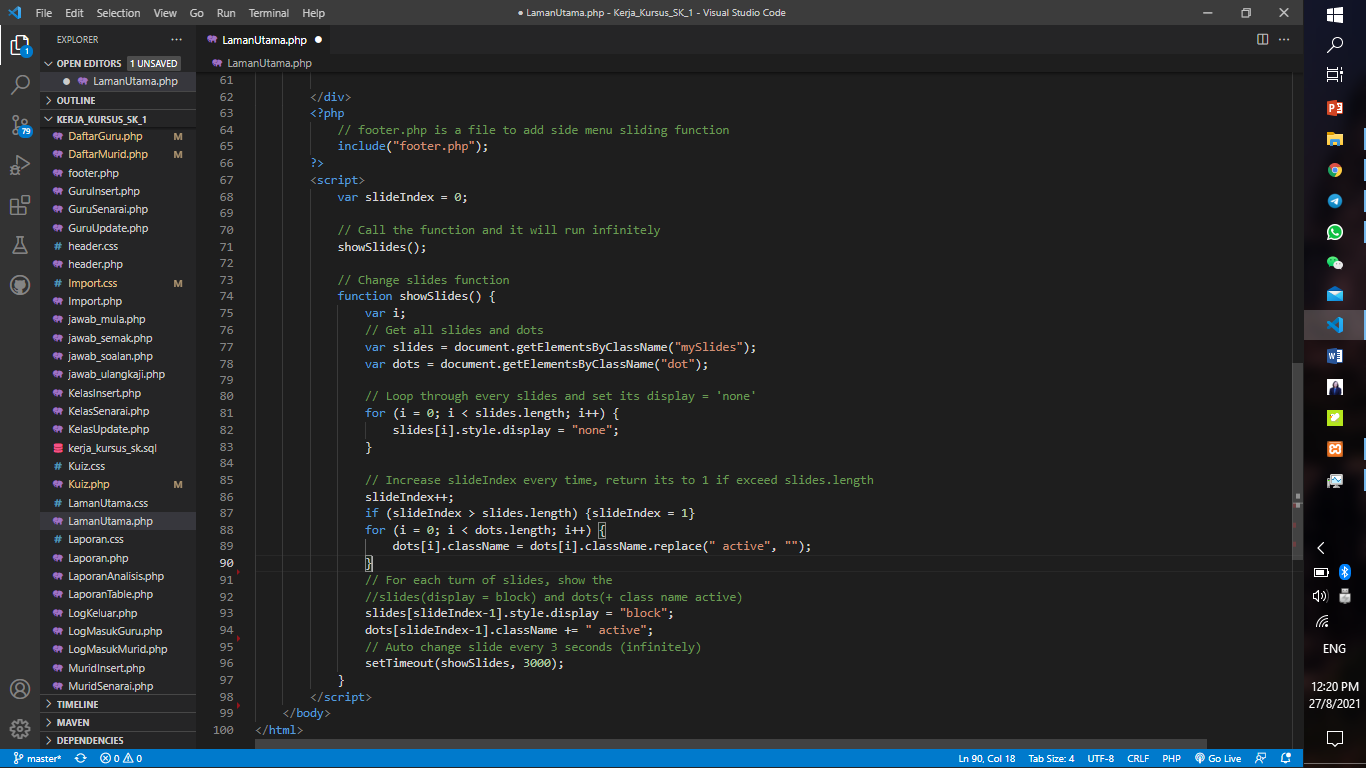 File Edit Selection View Go Run Terminal Help
● LamanUtama.php - Kerja_Kursus_SK_1 - Visual Studio Code
EXPLORER
OPEN EDITORS 1 UNSAVED
● LamanUtama.php
OUTLINE
KERJA_KURSUS_SK_1
DaftarGuru.php M
DaftarMurid.php M
footer.php
GuruInsert.php
GuruSenarai.php
GuruUpdate.php
# header.css
header.php
# Import.css M
Import.php
jawab_mula.php
jawab_semak.php
jawab_soalan.php
jawab_ulangkaji.php
KelasInsert.php
KelasSenarai.php
KelasUpdate.php
kerja_kursus_sk.sql
# Kuiz.css
Kuiz.php M
# LamanUtama.css
LamanUtama.php
# Laporan.css
Laporan.php
LaporanAnalisis.php
LaporanTable.php
LogKeluar.php
LogMasukGuru.php
LogMasukMurid.php
MuridInsert.php
MuridSenarai.php
TIMELINE
MAVEN
DEPENDENCIES
1
79
LamanUtama.php ●
LamanUtama.php
61
62 </div>
63 <?php
64 // footer.php is a file to add side menu sliding function
65 include("footer.php");
66 ?>
67 <script>
68 var slideIndex = 0;
69
70 // Call the function and it will run infinitely
71 showSlides();
72
73 // Change slides function
74 function showSlides() {
75 var i;
76 // Get all slides and dots
77 var slides = document.getElementsByClassName("mySlides");
78 var dots = document.getElementsByClassName("dot");
79
80 // Loop through every slides and set its display = 'none'
81 for (i = 0; i < slides.length; i++) {
82 slides[i].style.display = "none";
83 }
84
85 // Increase slideIndex every time, return its to 1 if exceed slides.length
86 slideIndex++;
87 if (slideIndex > slides.length) {slideIndex = 1}
88 for (i = 0; i < dots.length; i++) {
89 dots[i].className = dots[i].className.replace(" active", "");
90 }
91 // For each turn of slides, show the
92 //slides(display = block) and dots(+ class name active)
93 slides[slideIndex-1].style.display = "block";
94 dots[slideIndex-1].className += " active";
95 // Auto change slide every 3 seconds (infinitely)
96 setTimeout(showSlides, 3000);
97 }
98 </script>
99 </body>
100 </html>
master* 0 0
Ln 90, Col 18 Tab Size: 4 UTF-8 CRLF PHP Go Live
ENG
12:20 PM
27/8/2021